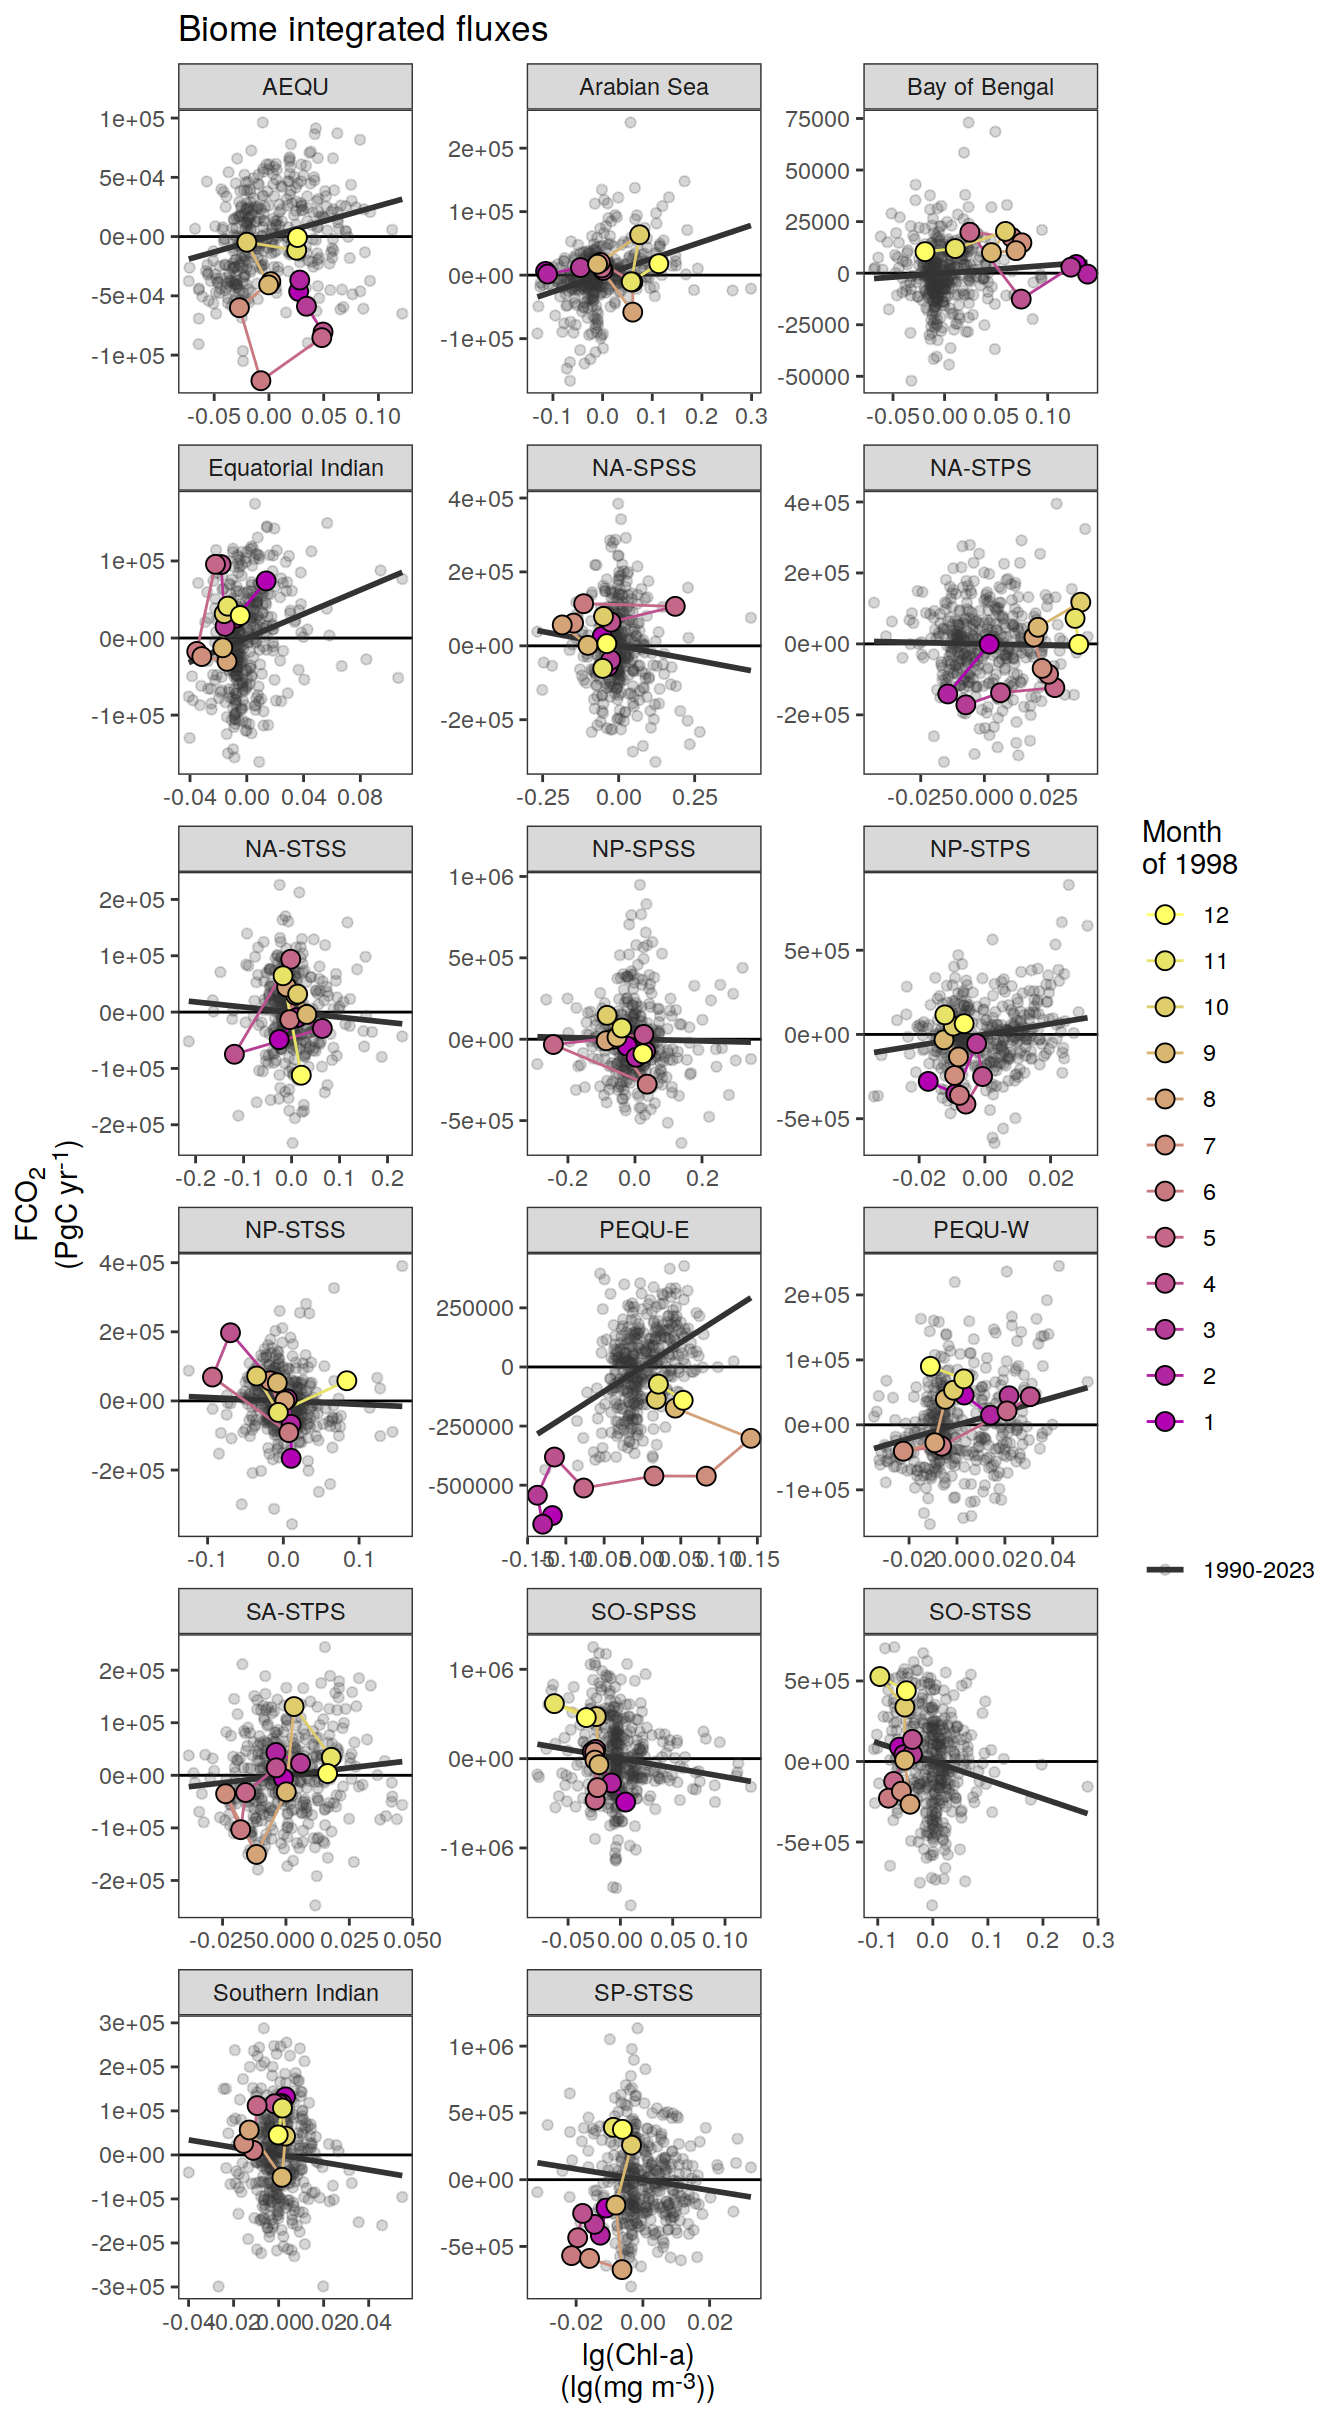 Biome integrated fluxes
AEQU
Arabian Sea
Bay of Bengal
1e+05
5e+04
0e+00
-5e+04
-1e+05
2e+05
1e+05
0e+00
-1e+05
75000
50000
25000
0
-25000
-50000
-0.05 0.00 0.05 0.10
-0.1 0.0 0.1 0.2 0.3
-0.05 0.00 0.05 0.10
Equatorial Indian
NA-SPSS
NA-STPS
1e+05
0e+00
-1e+05
4e+05
2e+05
0e+00
-2e+05
4e+05
2e+05
0e+00
-2e+05
-0.04 0.00 0.04 0.08
-0.25 0.00 0.25
-0.025 0.000 0.025
NA-STSS
NP-SPSS
NP-STPS
2e+05
1e+05
0e+00
-1e+05
-2e+05
1e+06
5e+05
0e+00
-5e+05
5e+05
0e+00
-5e+05
-0.2 -0.1 0.0 0.1 0.2
-0.2 0.0 0.2
-0.02 0.00 0.02
NP-STSS
PEQU-E
PEQU-W
4e+05
2e+05
0e+00
-2e+05
250000
0
-250000
-500000
2e+05
1e+05
0e+00
-1e+05
-0.1 0.0 0.1
-0.15 -0.10 -0.05 0.00 0.05 0.10 0.15
-0.02 0.00 0.02 0.04
SA-STPS
SO-SPSS
SO-STSS
2e+05
1e+05
0e+00
-1e+05
-2e+05
1e+06
0e+00
-1e+06
5e+05
0e+00
-5e+05
-0.025 0.000 0.025 0.050
-0.05 0.00 0.05 0.10
-0.1 0.0 0.1 0.2 0.3
Southern Indian
SP-STSS
3e+05
2e+05
1e+05
0e+00
-1e+05
-2e+05
-3e+05
1e+06
5e+05
0e+00
-5e+05
-0.04 -0.02 0.00 0.02 0.04
-0.02 0.00 0.02
lg(Chl-a)
(lg(mg m⁻³))
FCO₂
(PgC yr⁻¹)
Month
of 1998
12
11
10
9
8
7
6
5
4
3
2
1
1990-2023